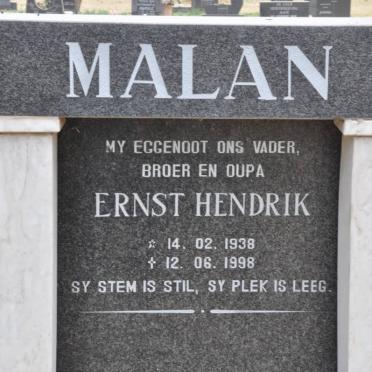 MALAN
MY EGGENOOT ONS VADER,
BROER EN OUPA
ERNST HENDRIK
☆ 14. 02. 1938
† 12. 06. 1998
SY STEM IS STIL, SY PLEK IS LEEG.